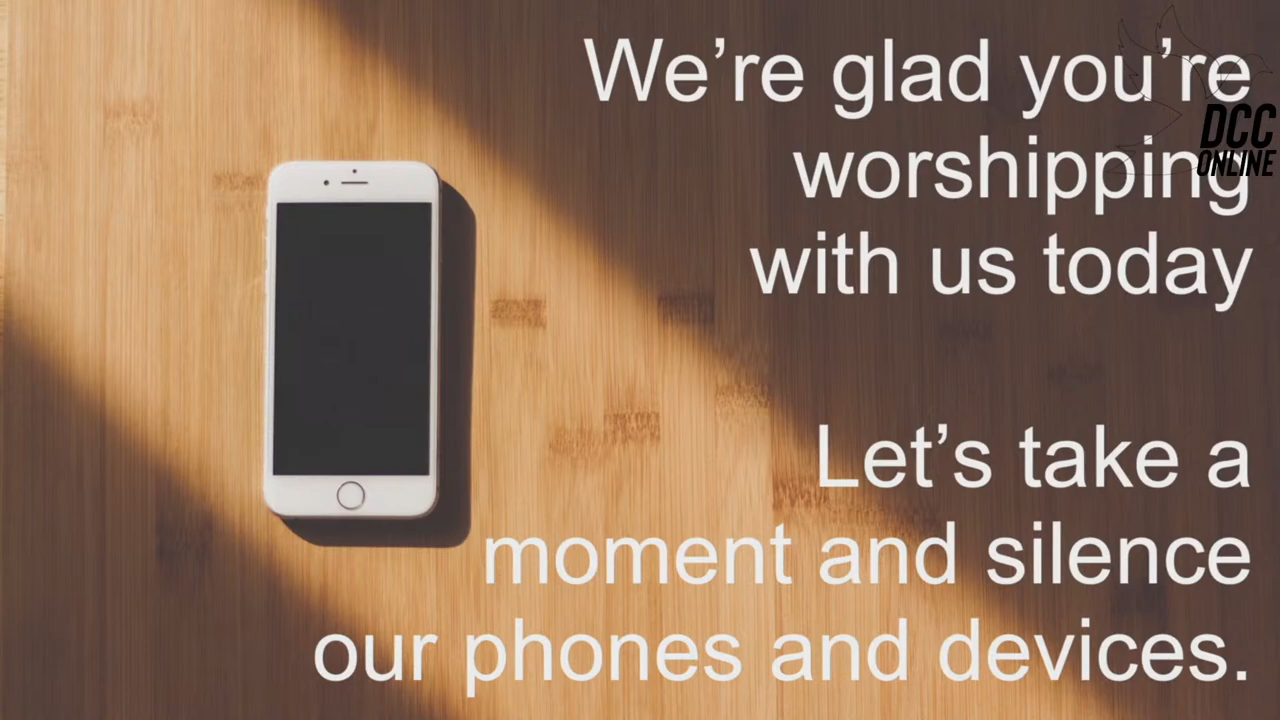 We’re glad you’re
worshipping
with us today
Let’s take a
moment and silence
our phones and devices.
DCC
ONLINE